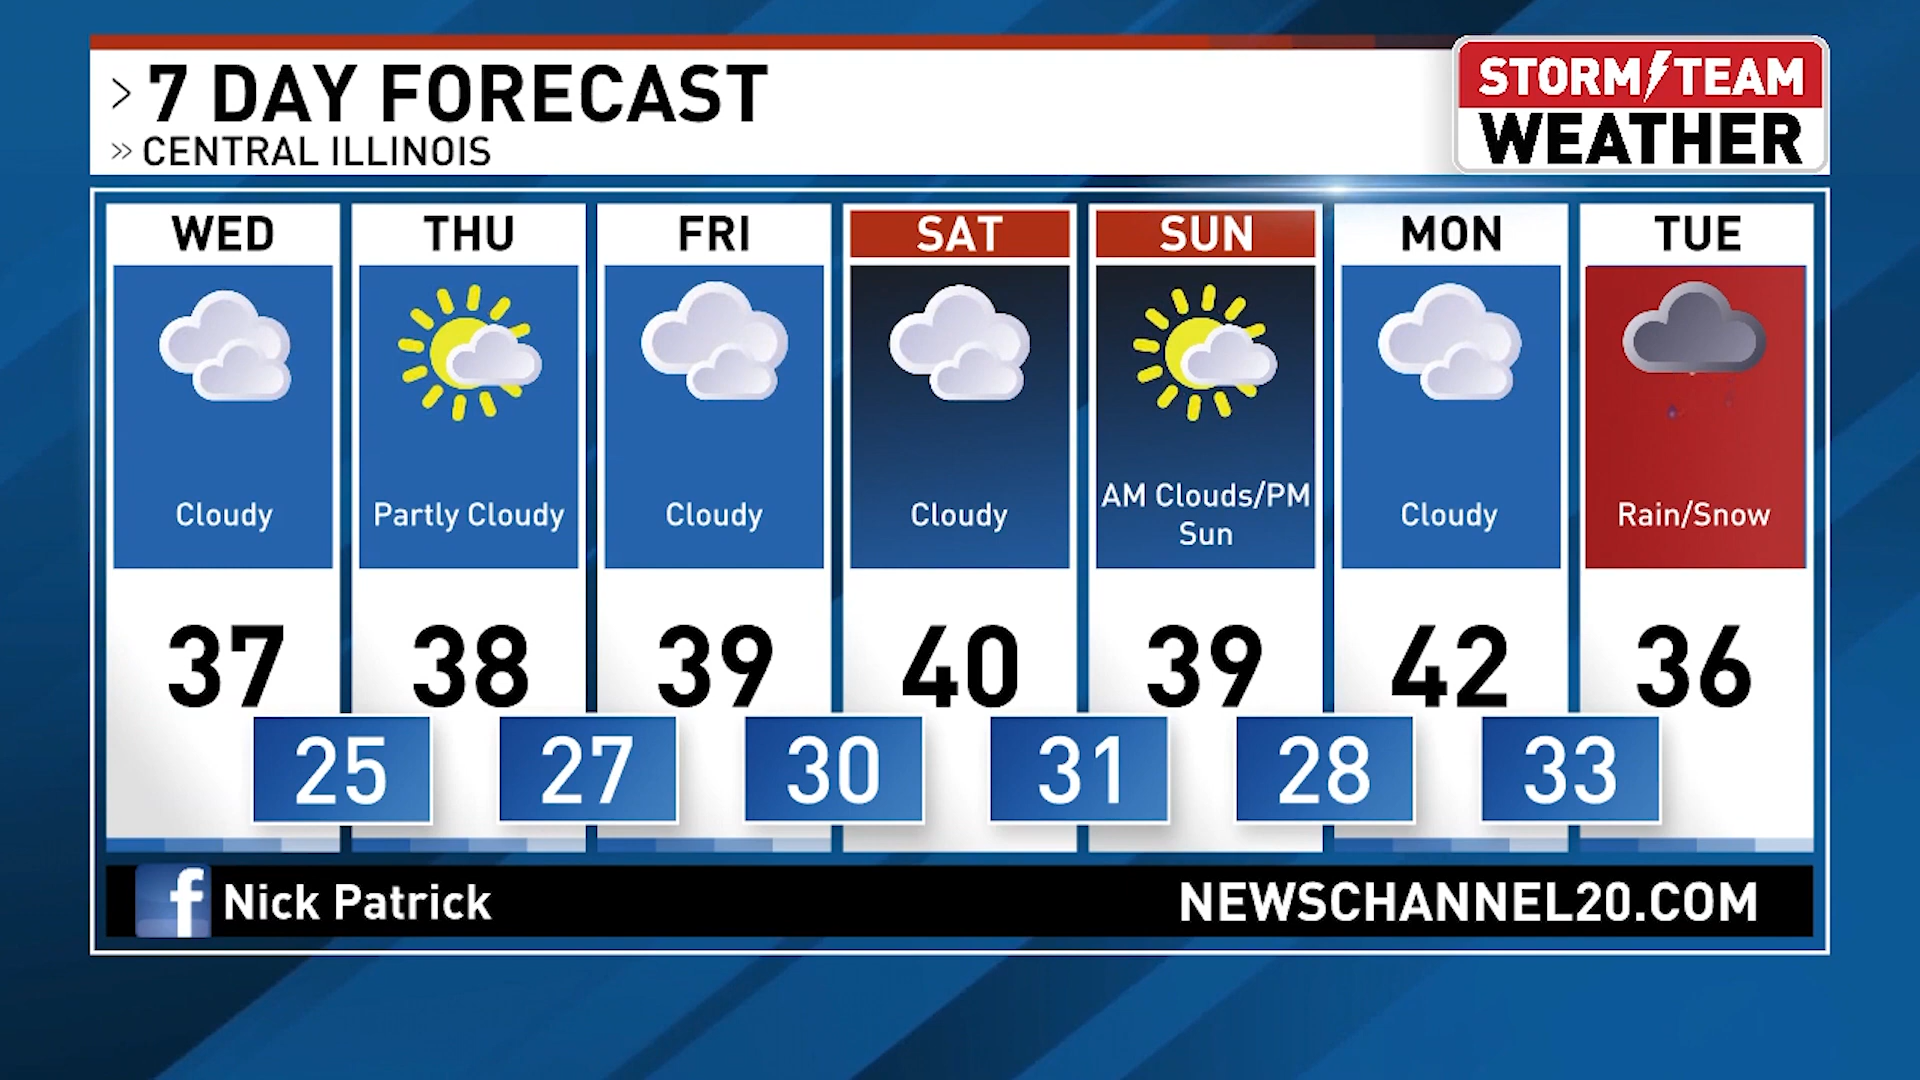 > 7 DAY FORECAST
>> CENTRAL ILLINOIS
STORM TEAM
WEATHER
WED THU FRI SAT SUN MON TUE
Cloudy Partly Cloudy Cloudy Cloudy AM Clouds/PM Cloudy Rain/Snow
Sun
37 38 39 40 39 42 36
25 27 30 31 28 33
f Nick Patrick NEWSCHANNEL20.COM